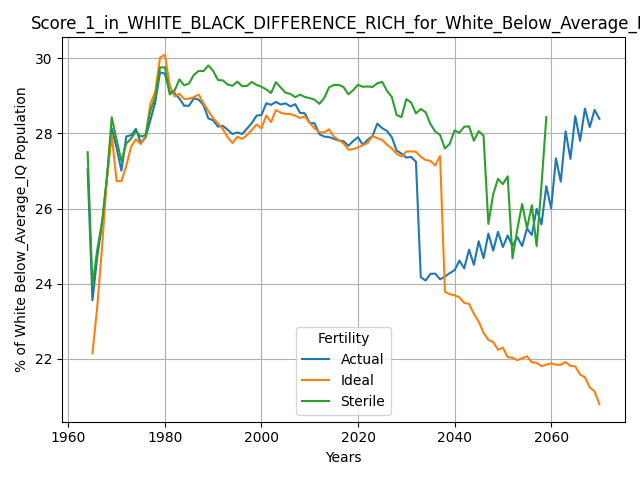 Score_1_in_WHITE_BLACK_DIFFERENCE_RICH_for_White_Below_Average_I
% of White Below_Average_IQ Population
30
28
26
24
22
Fertility
Actual
Ideal
Sterile
1960 1980 2000 2020 2040 2060
Years